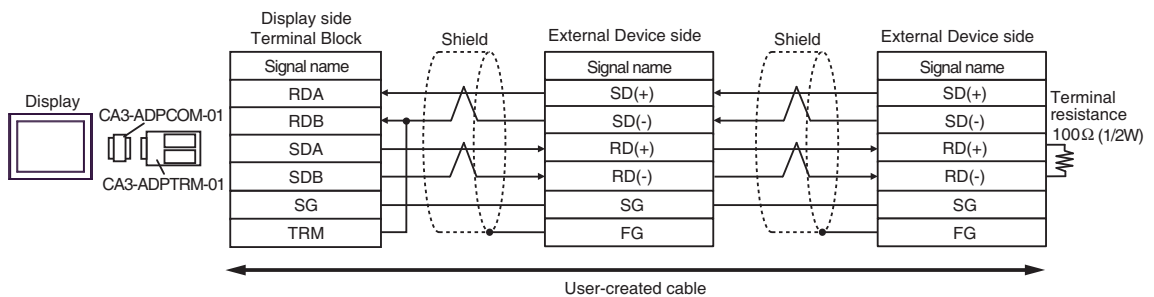 Display side
Terminal Block
Shield
External Device side
Shield
External Device side
Signal name
Signal name
Signal name
Display
CA3-ADPCOM-01
CA3-ADPTRM-01
RDA
SD(+)
SD(+)
RDB
SD(-)
SD(-)
SDA
RD(+)
RD(+)
SDB
RD(-)
RD(-)
SG
SG
SG
TRM
FG
FG
Terminal
resistance
100Ω (1/2W)
User-created cable